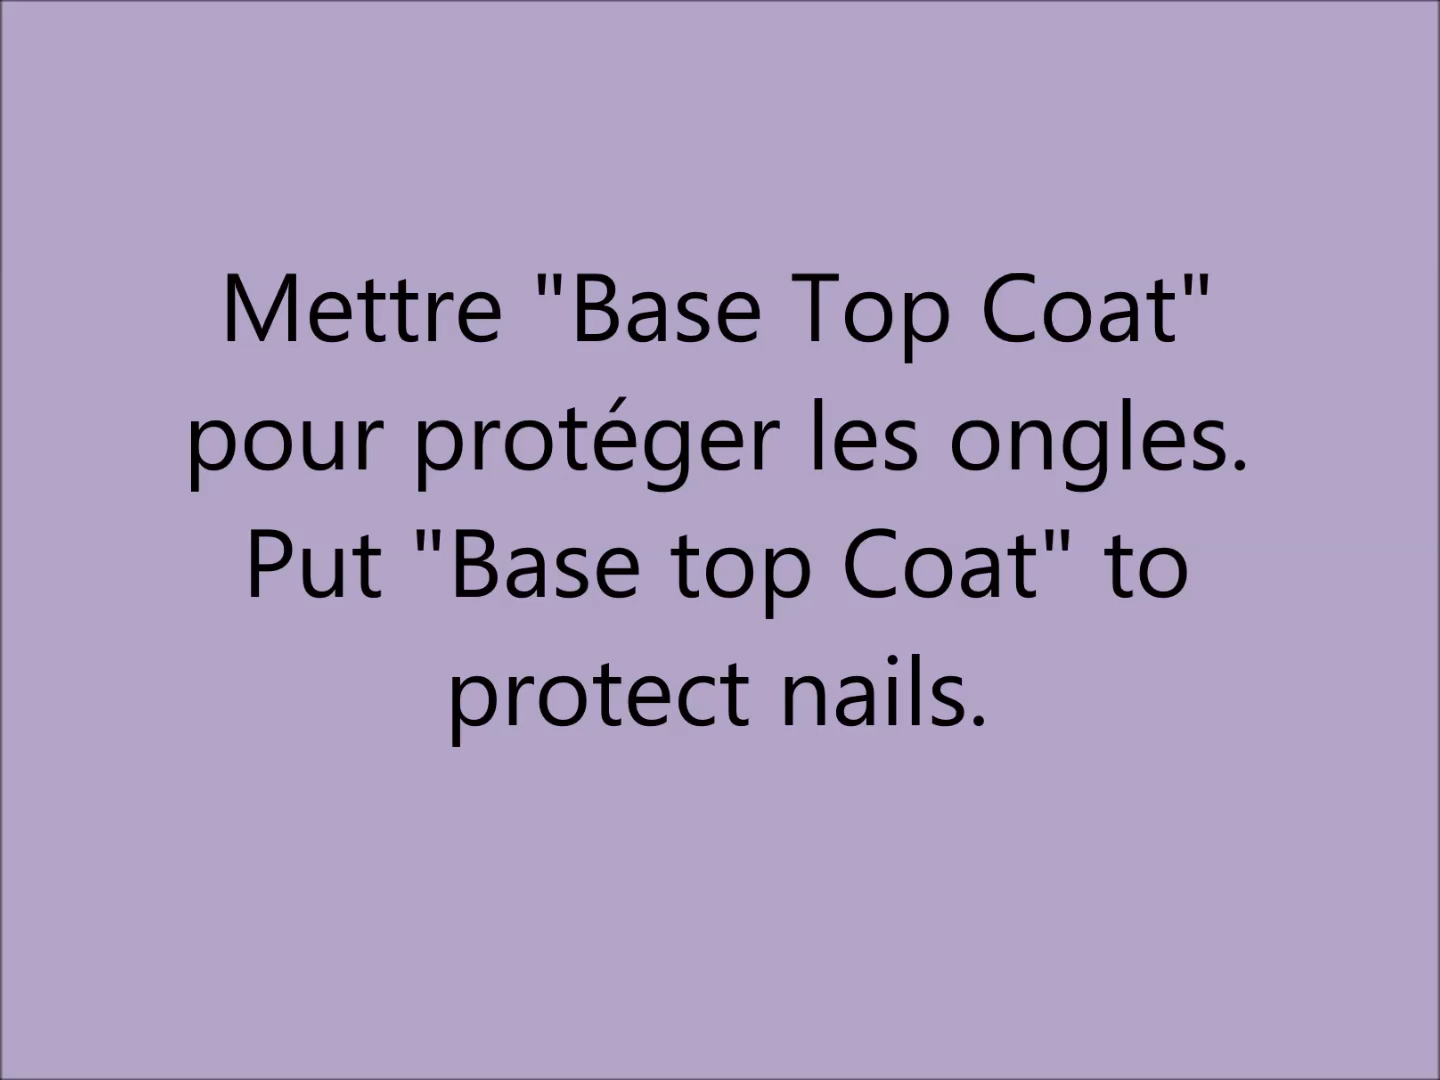 Mettre "Base Top Coat"
pour protéger les ongles.
Put "Base top Coat" to
protect nails.